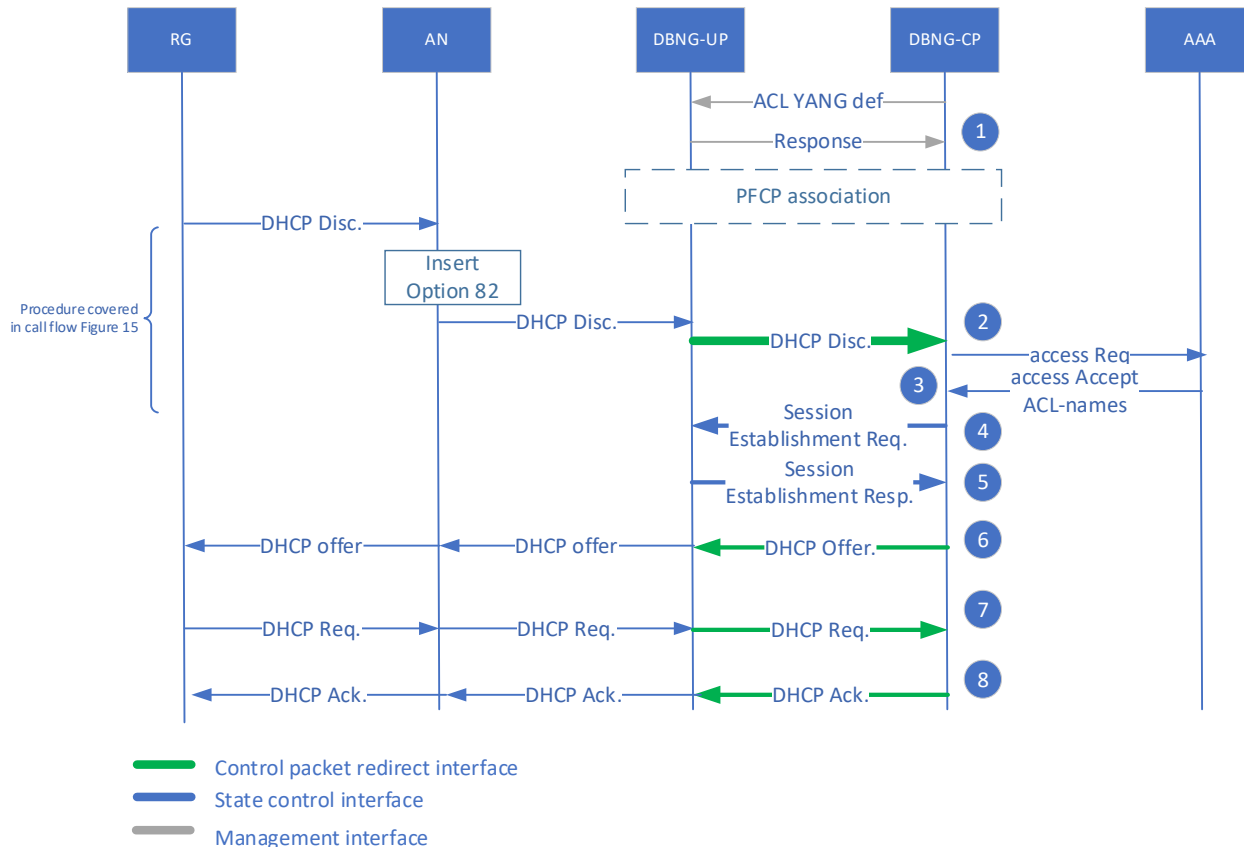 RG
AN
DBNG-UP
DBNG-CP
AAA
ACL YANG def
Response
1
PFCP association
DHCP Disc.
Insert
Option 82
Procedure covered
in call flow Figure 15
DHCP Disc.
DHCP Disc.
2
access Req
access Accept
ACL-names
3
Session
Establishment Req.
4
Session
Establishment Resp.
5
DHCP offer
DHCP offer
DHCP Offer.
6
DHCP Req.
DHCP Req.
DHCP Req.
7
DHCP Ack.
DHCP Ack.
DHCP Ack.
8
Control packet redirect interface
State control interface
Management interface